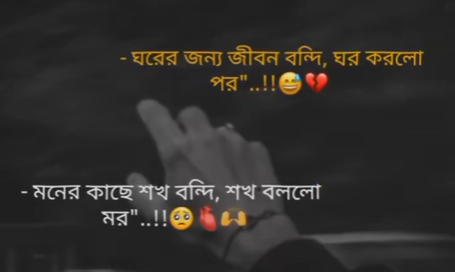 - ঘরের জন্য জীবন বন্দি, ঘর করলো
পর"..!!😅💔
- মনের কাছে শখ বন্দি, শখ বললো
মর"..!!🥺🫀🫶